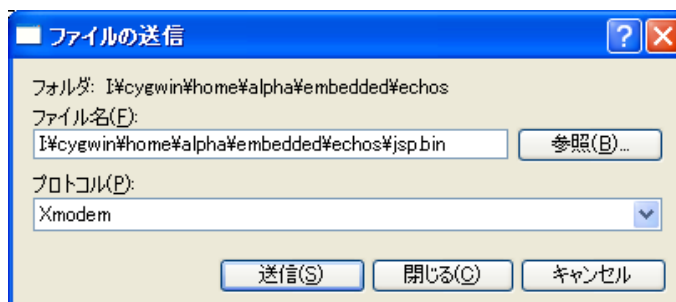 ファイルの送信
フォルダ: I:¥cygwin¥home¥alpha¥embedded¥echos
ファイル名(F):
I:¥cygwin¥home¥alpha¥embedded¥echos¥jsp.bin
参照(B)...
プロトコル(P):
Xmodem
送信(S)
閉じる(C)
キャンセル